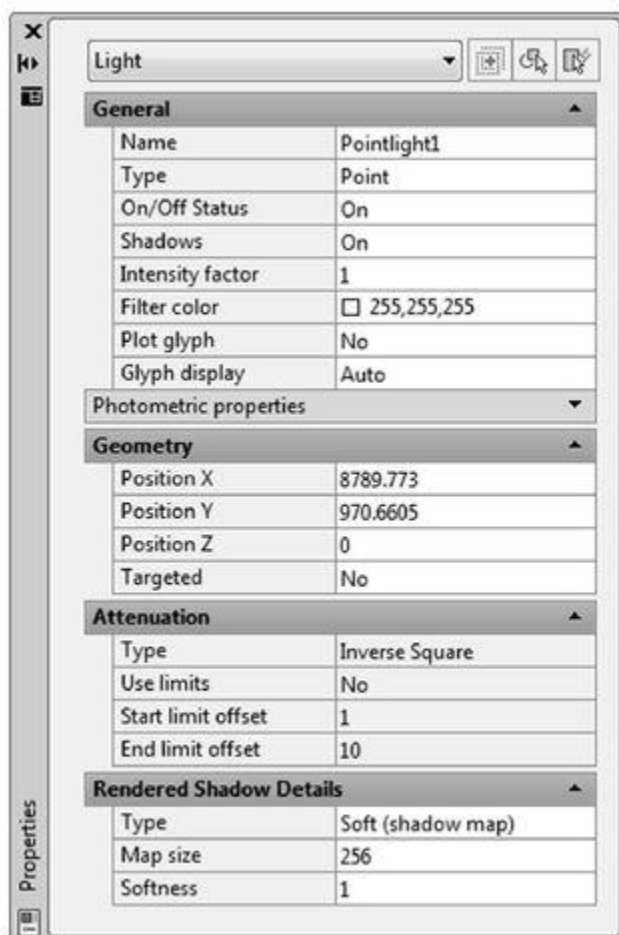 Light
General
Name Pointlight1
Type Point
On/Off Status On
Shadows On
Intensity factor 1
Filter color 255,255,255
Plot glyph No
Glyph display Auto
Photometric properties
Geometry
Position X 8789.773
Position Y 970.6605
Position Z 0
Targeted No
Attenuation
Type Inverse Square
Use limits No
Start limit offset 1
End limit offset 10
Rendered Shadow Details
Type Soft (shadow map)
Map size 256
Softness 1
Properties